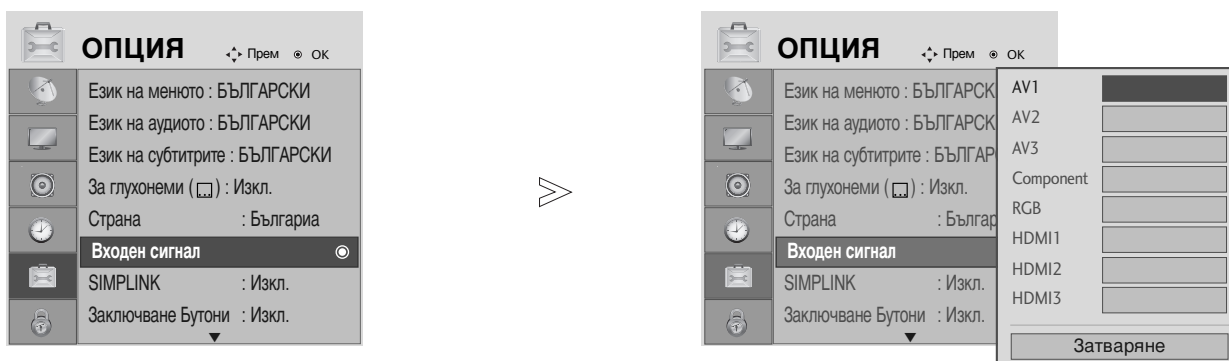 ОПЦИЯ Прем ОК
Език на менюто : БЪЛГАРСКИ
Език на аудиото : БЪЛГАРСКИ
Език на субтитрите : БЪЛГАРСКИ
За глухонеми ( ) : Изкл.
Страна : Българиа
Входен сигнал
SIMPLINK : Изкл.
Заключване Бутони : Изкл.
ОПЦИЯ Прем ОК
Език на менюто : БЪЛГАРСК
Език на аудиото : БЪЛГАРСК
Език на субтитрите : БЪЛГАР
За глухонеми ( ) : Изкл.
Страна : Българ
Входен сигнал
SIMPLINK : Изкл.
Заключване Бутони : Изкл.
AV1
AV2
AV3
Component
RGB
HDMI1
HDMI2
HDMI3
Затваряне